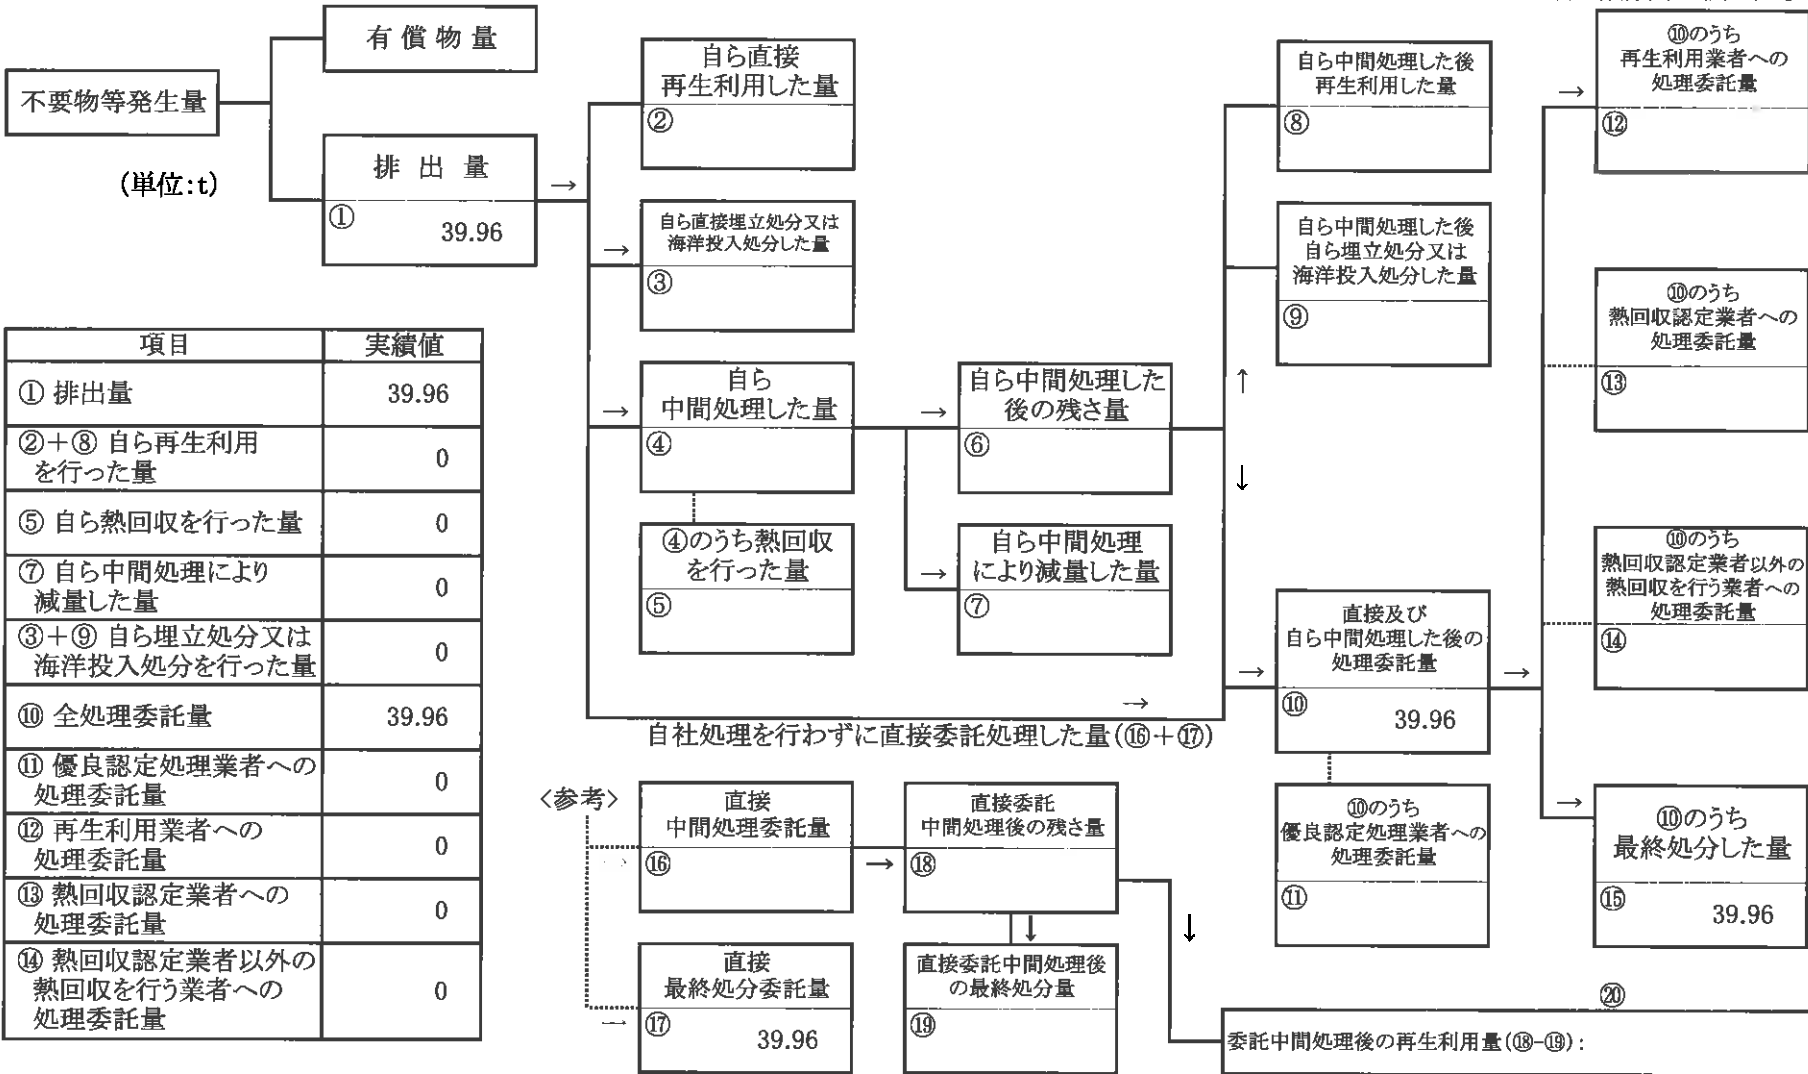 不要物等発生量
(単位:t)
有償物量
排出量
①
39.96
→
自ら直接
再生利用した量
②
→
自ら直接埋立処分又は
海洋投入処分した量
③
→
自ら
中間処理した量
④
④のうち熱回収
を行った量
⑤
→
自ら中間処理した
後の残さ量
⑥
→
自ら中間処理
により減量した量
⑦
自ら中間処理した後
再生利用した量
⑧
自ら中間処理した後
自ら埋立処分又は
海洋投入処分した量
⑨
↑
↓
→
自社処理を行わずに直接委託処理した量(⑯+⑰)
→
直接及び
自ら中間処理した後の
処理委託量
⑩
39.96
⑩のうち
優良認定処理業者への
処理委託量
⑪
→
→
⑩のうち
再生利用業者への
処理委託量
⑫
⑩のうち
熱回収認定業者への
処理委託量
⑬
⑩のうち
熱回収認定業者以外の
熱回収を行う業者への
処理委託量
⑭
→
⑩のうち
最終処分した量
⑮
39.96
項目 実績値
① 排出量 39.96
②+⑧ 自ら再生利用
を行った量 0
⑤ 自ら熱回収を行った量 0
⑦ 自ら中間処理により
減量した量 0
③+⑨ 自ら埋立処分又は
海洋投入処分を行った量 0
⑩ 全処理委託量 39.96
⑪ 優良認定処理業者への
処理委託量 0
⑫ 再生利用業者への
処理委託量 0
⑬ 熱回収認定業者への
処理委託量 0
⑭ 熱回収認定業者以外の
熱回収を行う業者への
処理委託量 0
〈参考〉
→
直接
中間処理委託量
⑯
→
直接委託
中間処理後の残さ量
⑱
↓
→
直接
最終処分委託量
⑰
39.96
直接委託中間処理後
の最終処分量
⑲
↓
⑳
委託中間処理後の再生利用量(⑱-⑲):